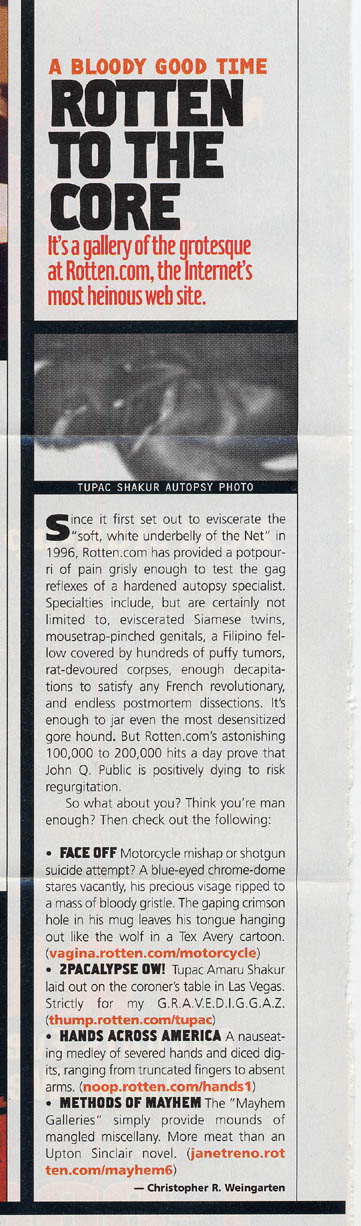 A BLOODY GOOD TIME
ROTTEN
TO THE
CORE
It's a gallery of the grotesque
at Rotten.com, the Internet's
most heinous web site.
TUPAC SHAKUR AUTOPSY PHOTO
Since it first set out to eviscerate the
"soft, white underbelly of the Net" in
1996, Rotten.com has provided a potpour-
ri of pain grisly enough to test the gag
reflexes of a hardened autopsy specialist.
Specialties include, but are certainly not
limited to, eviscerated Siamese twins,
mousetrap-pinched genitals, a Filipino fel-
low covered by hundreds of puffy tumors,
rat-devoured corpses, enough decapita-
tions to satisfy any French revolutionary,
and endless postmortem dissections. It's
enough to jar even the most desensitized
gore hound. But Rotten.com's astonishing
100,000 to 200,000 hits a day prove that
John Q. Public is positively dying to risk
regurgitation.
So what about you? Think you're man
enough? Then check out the following:
• FACE OFF Motorcycle mishap or shotgun
suicide attempt? A blue-eyed chrome-dome
stares vacantly, his precious visage ripped to
a mass of bloody gristle. The gaping crimson
hole in his mug leaves his tongue hanging
out like the wolf in a Tex Avery cartoon.
(vagina.rotten.com/motorcycle)
• 2PACALYPSE OW! Tupac Amaru Shakur
laid out on the coroner's table in Las Vegas.
Strictly for my G.R.A.V.E.D.I.G.G.A.Z.
(thump.rotten.com/tupac)
• HANDS ACROSS AMERICA A nauseat-
ing medley of severed hands and diced dig-
its, ranging from truncated fingers to absent
arms. (noop.rotten.com/hands1)
• METHODS OF MAYHEM The "Mayhem
Galleries" simply provide mounds of
mangled miscellany. More meat than an
Upton Sinclair novel. (janetreno.rot
ten.com/mayhem6)
— Christopher R. Weingarten